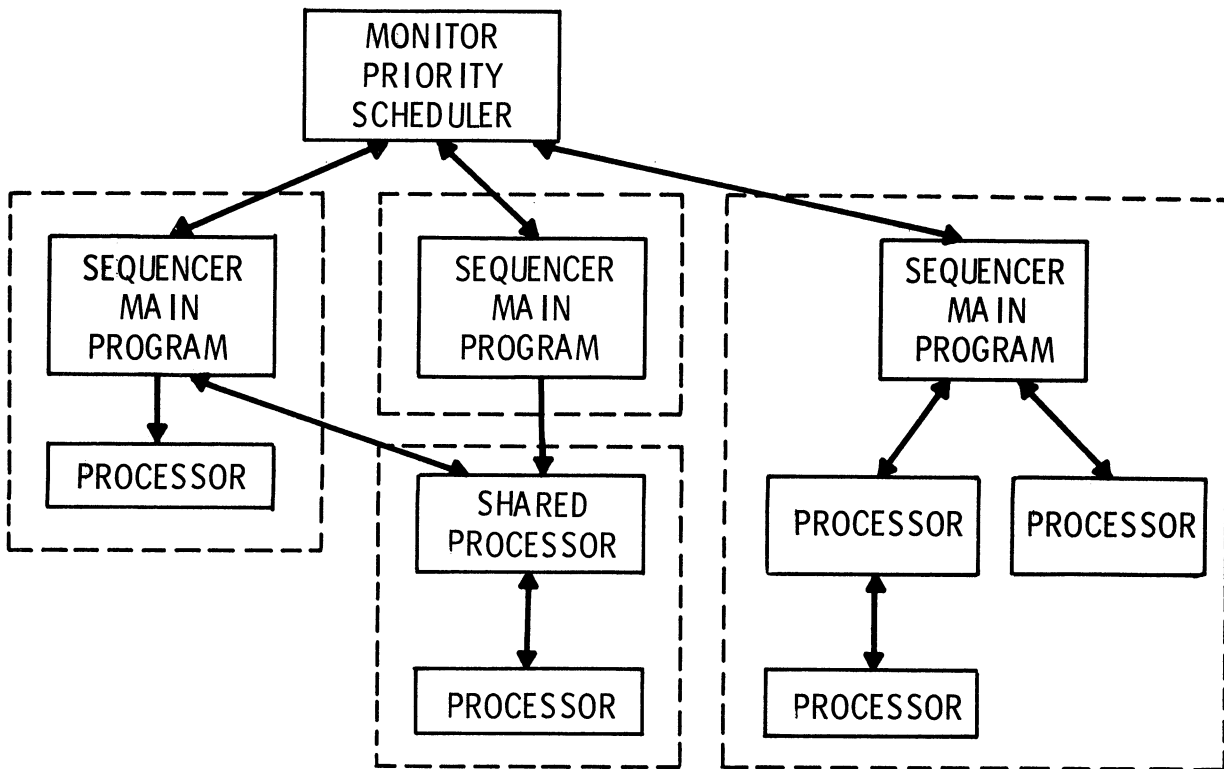 MONITOR
PRIORITY
SCHEDULER
SEQUENCER
MAIN
PROGRAM
SEQUENCER
MAIN
PROGRAM
SEQUENCER
MAIN
PROGRAM
PROCESSOR
SHARED
PROCESSOR
PROCESSOR
PROCESSOR
PROCESSOR
PROCESSOR